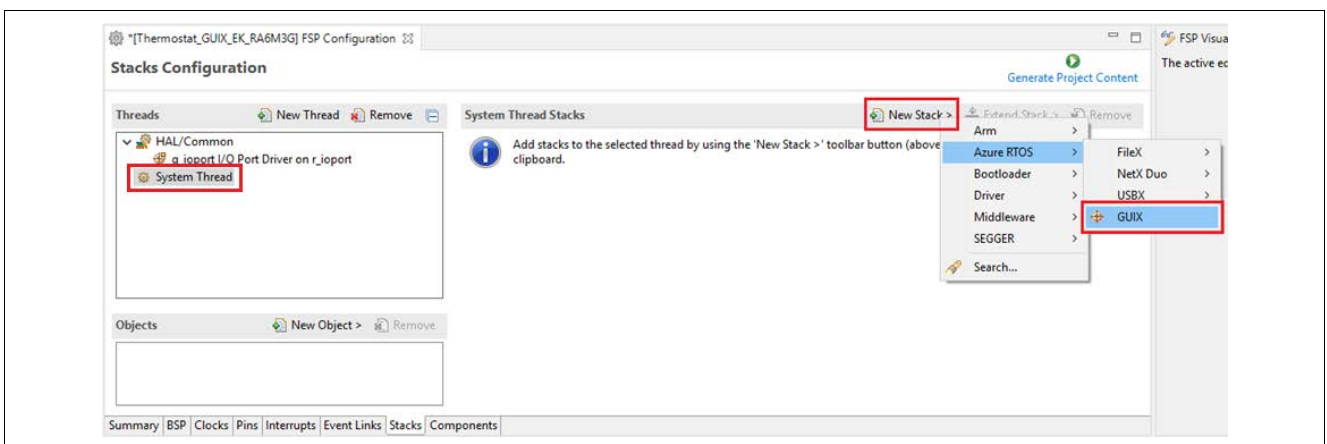 *[Thermostat_GUIX_EK_RA6M3G] FSP Configuration
FSP Visua
Stacks Configuration
Generate Project Content
The active ec
Threads
New Thread
Remove
System Thread Stacks
New Stack >
Extend Stack >
Remove
HAL/Common
g_ioport I/O Port Driver on r_ioport
System Thread
Add stacks to the selected thread by using the 'New Stack >' toolbar button (above
clipboard.
Arm >
Azure RTOS >
Bootloader >
Driver >
Middleware >
SEGGER >
Search...
FileX >
NetX Duo >
USBX >
GUIX
Objects
New Object >
Remove
Summary BSP Clocks Pins Interrupts Event Links Stacks Components